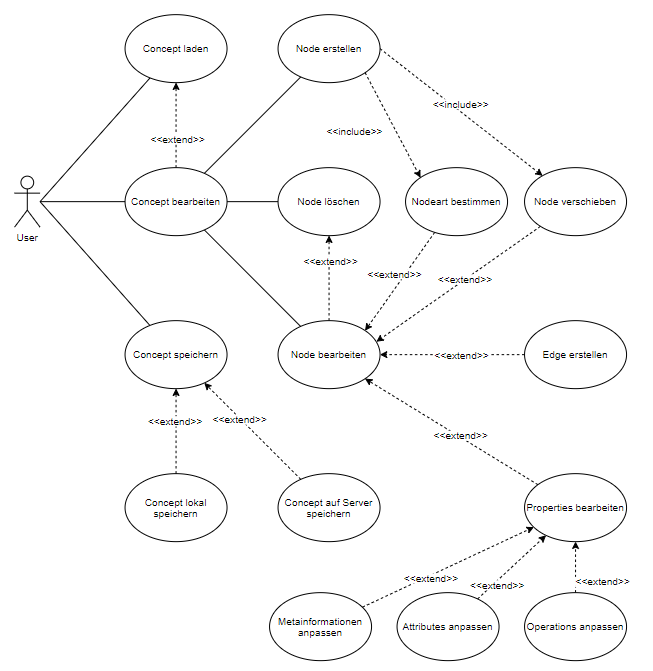 Concept laden
Node erstellen
<<include>>
<<include>>
<<extend>>
User
Concept bearbeiten
Node löschen
Nodeart bestimmen
Node verschieben
<<extend>>
<<extend>>
<<extend>>
Concept speichern
Node bearbeiten
<<extend>>
Edge erstellen
<<extend>>
<<extend>>
<<extend>>
Concept lokal
speichern
Concept auf Server
speichern
Properties bearbeiten
<<extend>>
<<extend>>
<<extend>>
Metainformationen
anpassen
Attributes anpassen
Operations anpassen